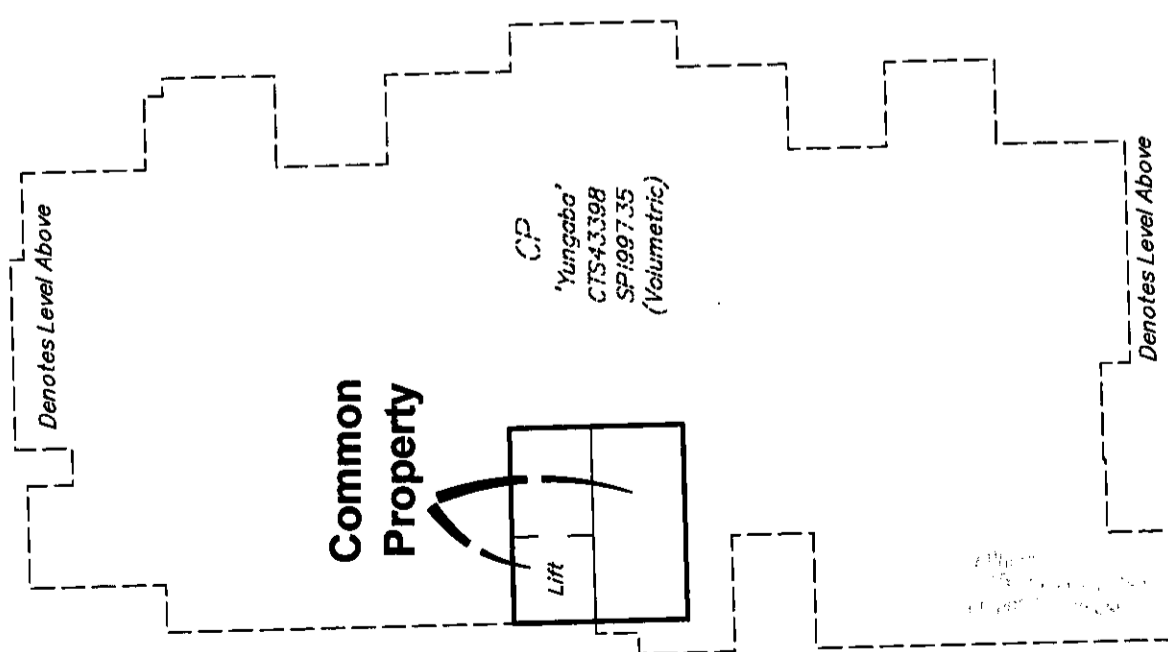 Denotes Level Above
Common
Property
Lift
CP
'Yungaba'
CTS43398
SP199735
(Volumetric)
Denotes Level Above